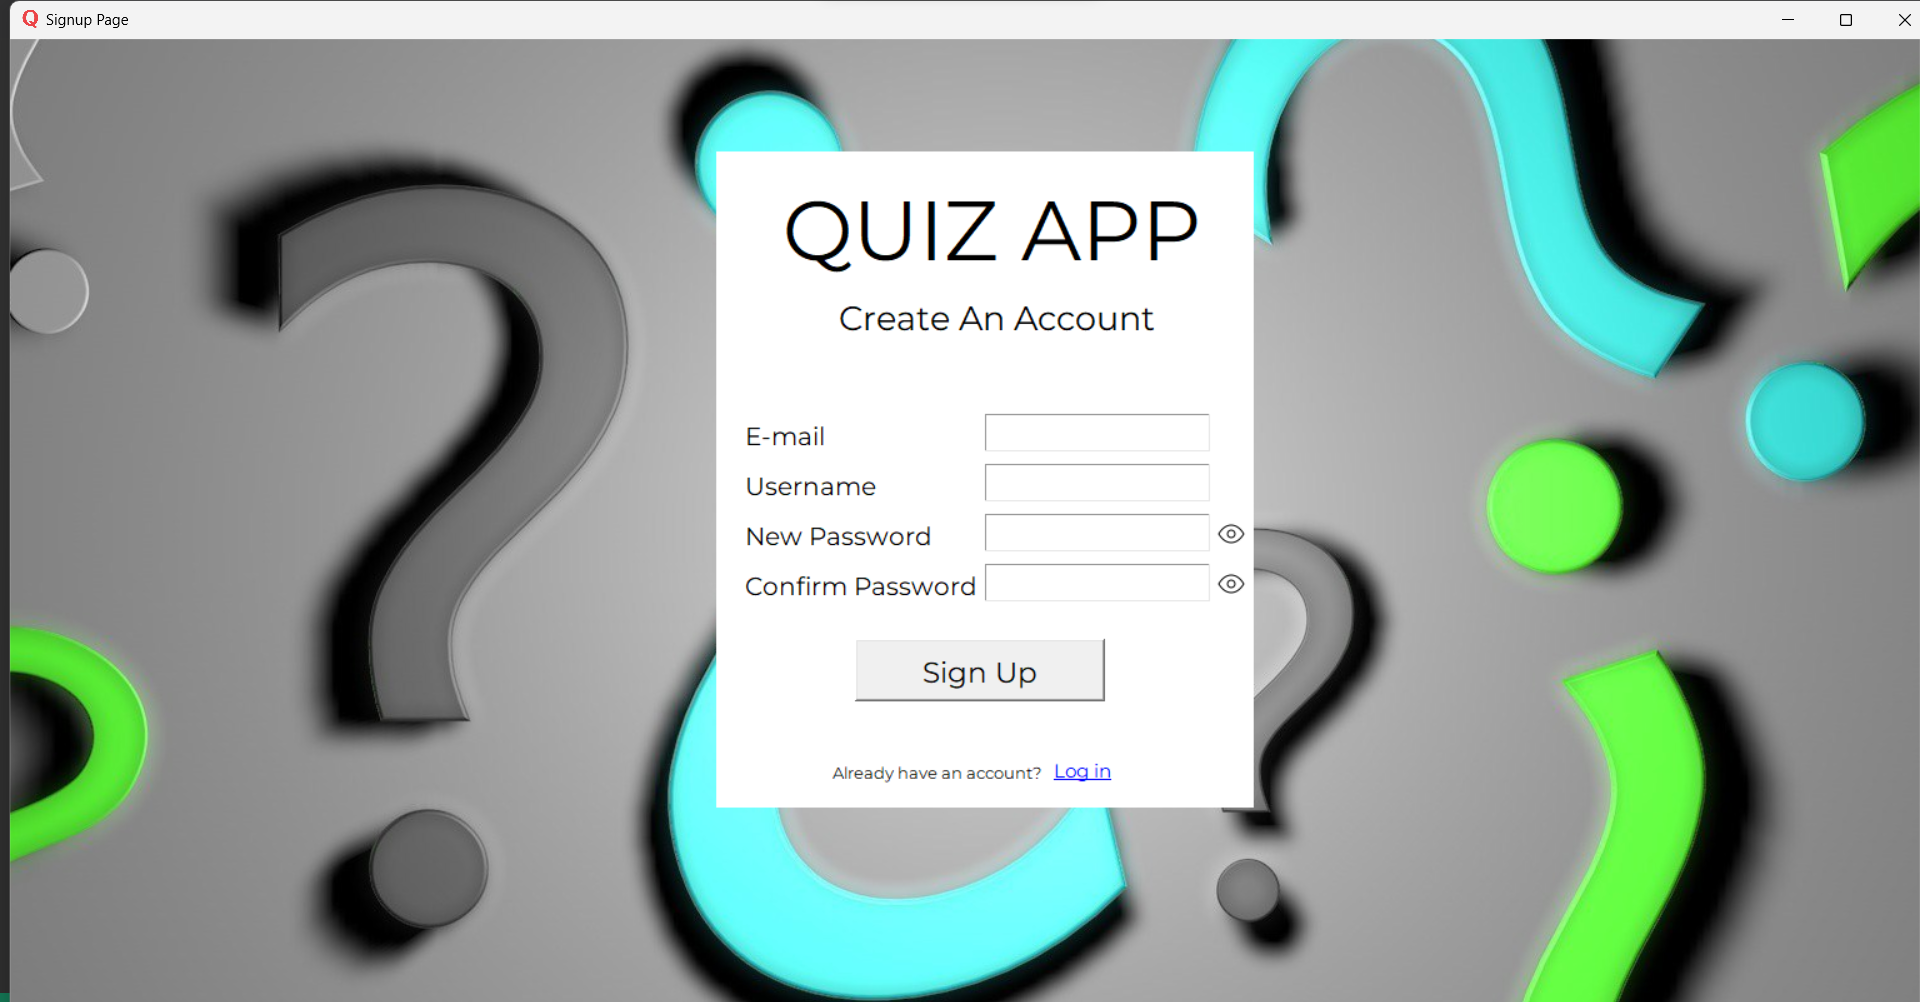 Signup Page
QUIZ APP
Create An Account
E-mail
Username
New Password
Confirm Password
Sign Up
Already have an account? Log in